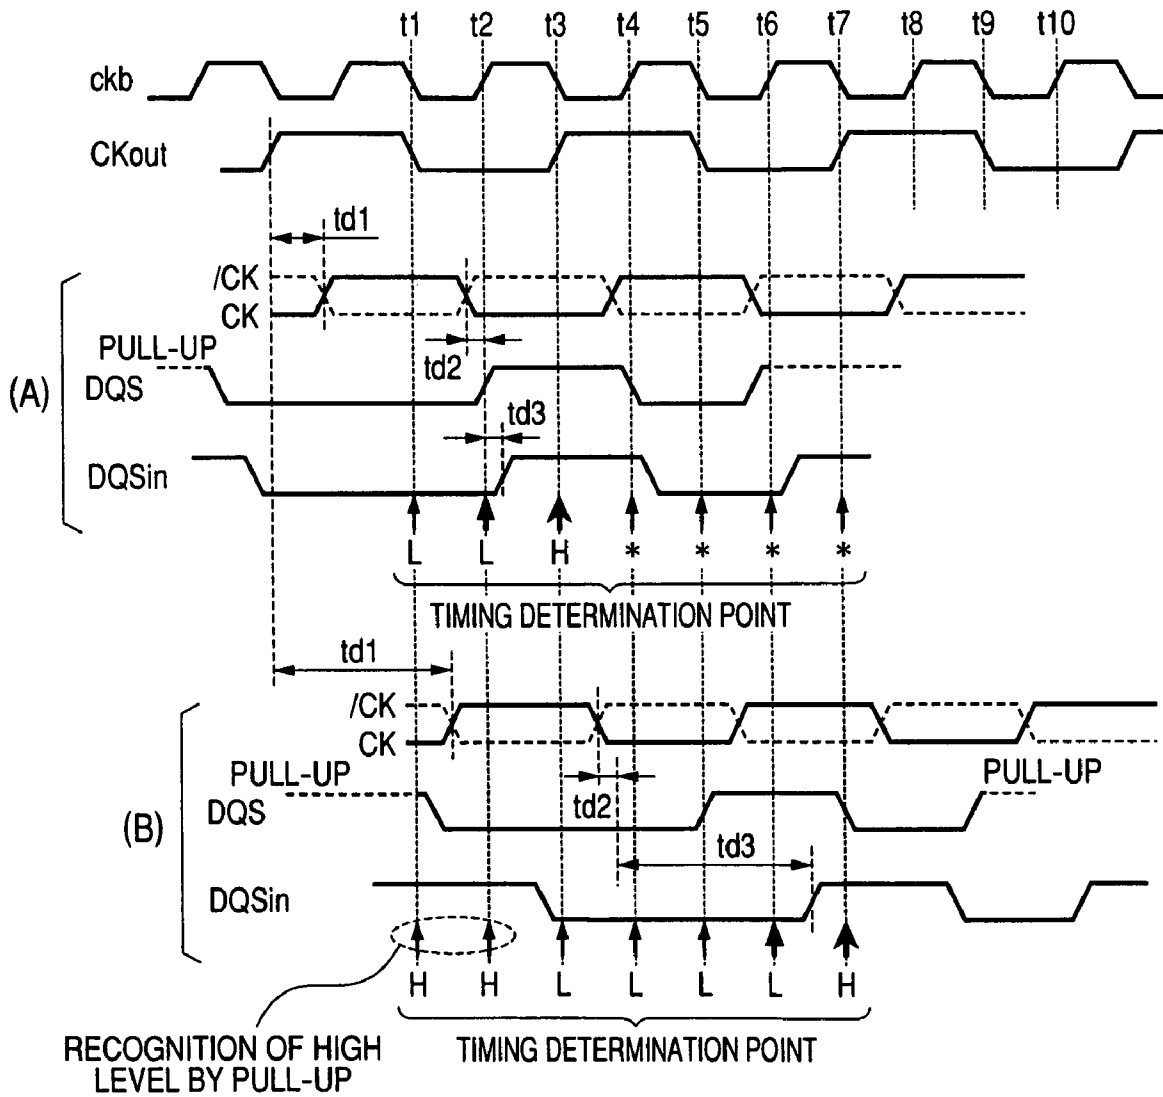 t1 t2 t3 t4 t5 t6 t7 t8 t9 t10
ckb
CKout
td1
(A)
/CK
CK
PULL-UP
DQS
td2
td3
DQSin
L L H * * * *
TIMING DETERMINATION POINT
td1
(B)
/CK
CK
PULL-UP
PULL-UP
DQS
td2
td3
DQSin
H H L L L L H
RECOGNITION OF HIGH
LEVEL BY PULL-UP
TIMING DETERMINATION POINT